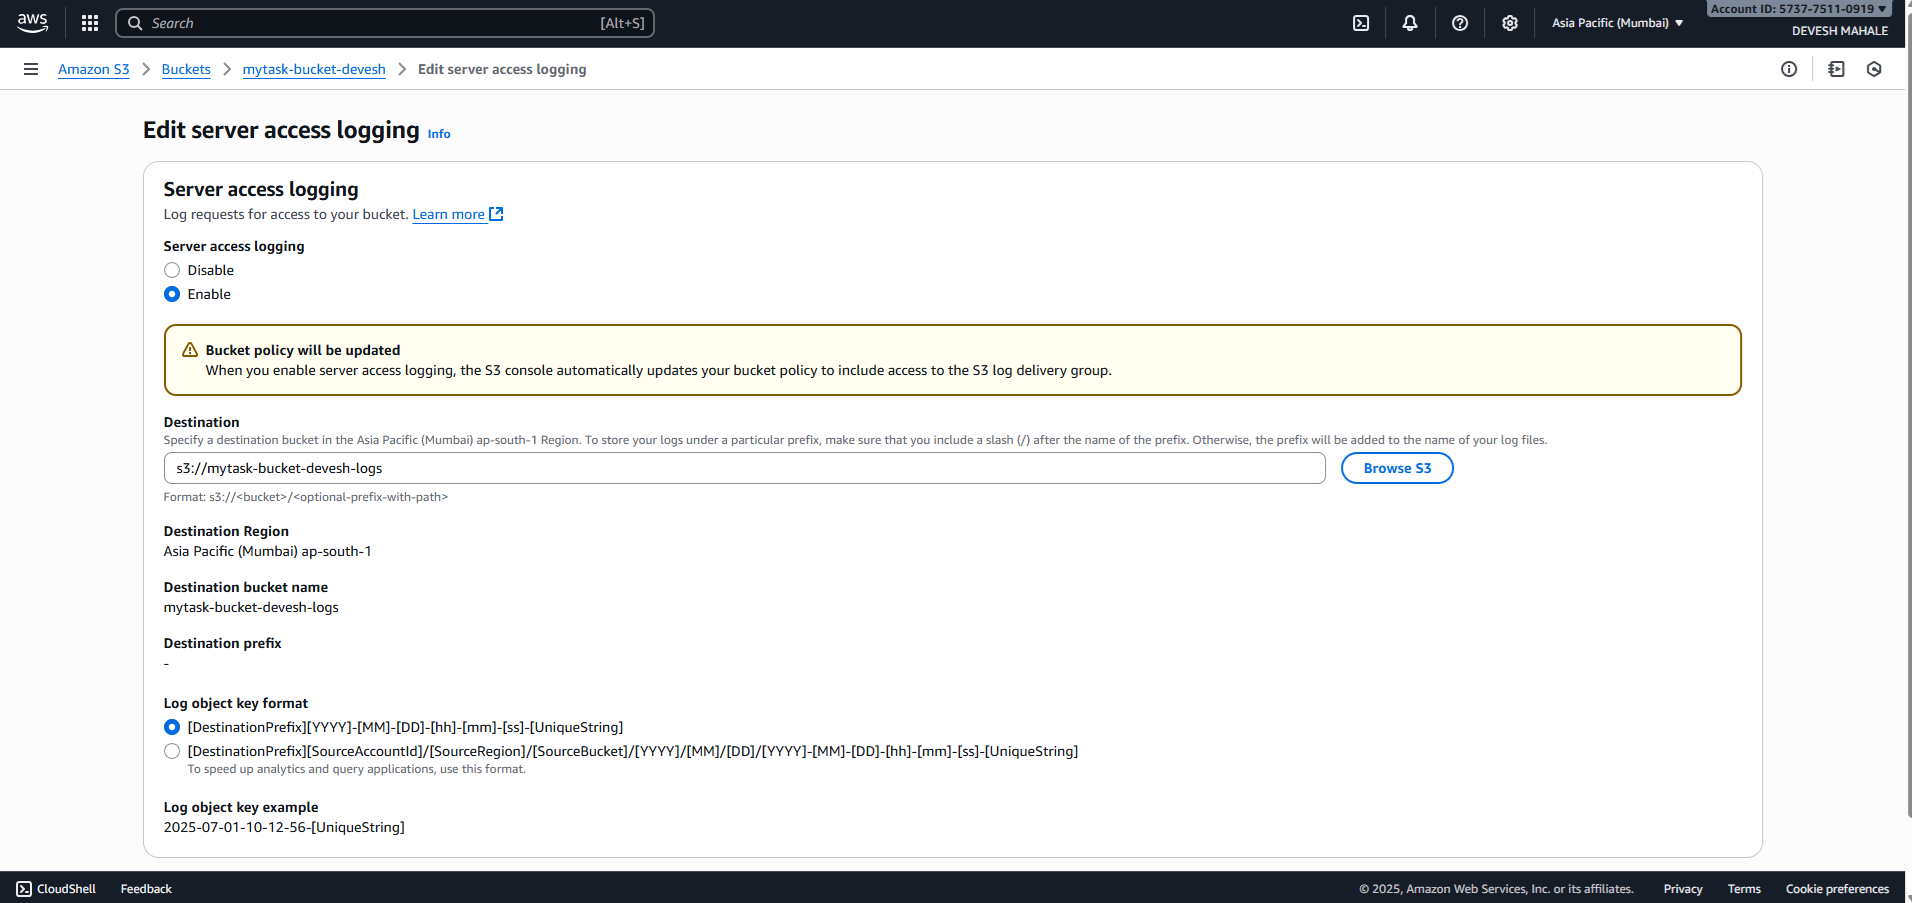 aws
Search
[Alt+S]
Asia Pacific (Mumbai)
Account ID: 5737-7511-0919
DEVESH MAHALE
Amazon S3
Buckets
mytask-bucket-devesh
Edit server access logging
Edit server access logging Info
Server access logging
Log requests for access to your bucket. Learn more
Server access logging
Disable
Enable
Bucket policy will be updated
When you enable server access logging, the S3 console automatically updates your bucket policy to include access to the S3 log delivery group.
Destination
Specify a destination bucket in the Asia Pacific (Mumbai) ap-south-1 Region. To store your logs under a particular prefix, make sure that you include a slash (/) after the name of the prefix. Otherwise, the prefix will be added to the name of your log files.
s3://mytask-bucket-devesh-logs
Browse S3
Format: s3://<bucket>/<optional-prefix-with-path>
Destination Region
Asia Pacific (Mumbai) ap-south-1
Destination bucket name
mytask-bucket-devesh-logs
Destination prefix
-
Log object key format
[DestinationPrefix][YYYY]-[MM]-[DD]-[hh]-[mm]-[ss]-[UniqueString]
[DestinationPrefix][SourceAccountId]/[SourceRegion]/[SourceBucket]/[YYYY]/[MM]/[DD]/[YYYY]-[MM]-[DD]-[hh]-[mm]-[ss]-[UniqueString]
To speed up analytics and query applications, use this format.
Log object key example
2025-07-01-10-12-56-[UniqueString]
CloudShell
Feedback
© 2025, Amazon Web Services, Inc. or its affiliates.
Privacy
Terms
Cookie preferences